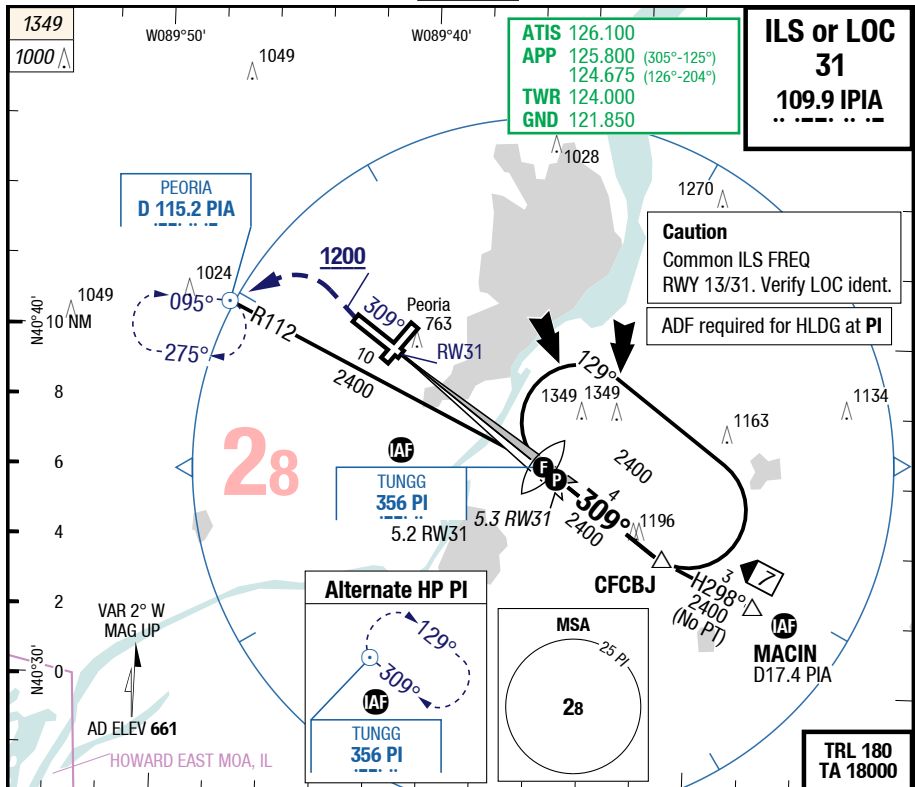 1349
1000
W089°50'
W089°40'
1049
ATIS 126.100
APP 125.800 (305°-125°)
124.675 (126°-204°)
TWR 124.000
GND 121.850
ILS or LOC
31
109.9 IPIA
1028
1270
PEORIA
D 115.2 PIA
Caution
Common ILS FREQ
RWY 13/31. Verify LOC ident.
ADF required for HLDG at PI
1200
1024
1049
095°
275°
N40°40'
10 NM
R112
2400
309°
Peoria
763
RW31
10
129°
1349
1349
1134
1163
8
6
4
2
0
28
IAF
TUNGG
356 PI
5.2 RW31
F
P
5.3 RW31
2400
4
309°
2400
1196
CFCBJ
3
7
H298°
2400
(No PT)
IAF
MACIN
D17.4 PIA
Alternate HP PI
129°
309°
IAF
TUNGG
356 PI
MSA
25 PI
28
VAR 2° W
MAG UP
N40°30'
AD ELEV 661
HOWARD EAST MOA, IL
TRL 180
TA 18000